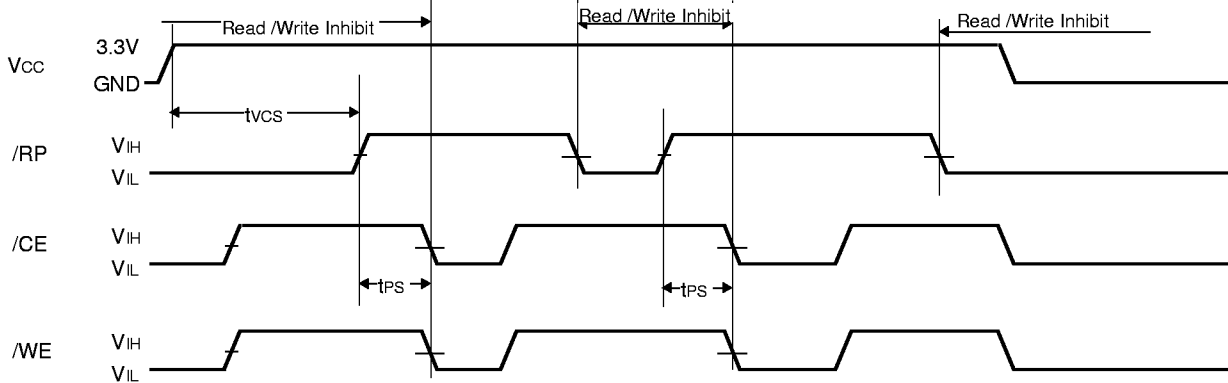 Read /Write Inhibit
Read /Write Inhibit
Read /Write Inhibit
VCC
3.3V
GND
tVCS
/RP
VIH
VIL
/CE
VIH
VIL
tPS
tPS
/WE
VIH
VIL